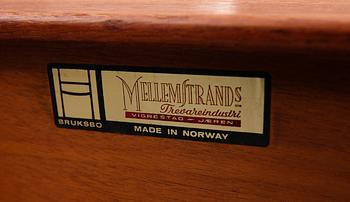 MELLEMSTRANDS
Trevareindustri
VIGRESTAD - JÆREN
BRUKSBO
MADE IN NORWAY